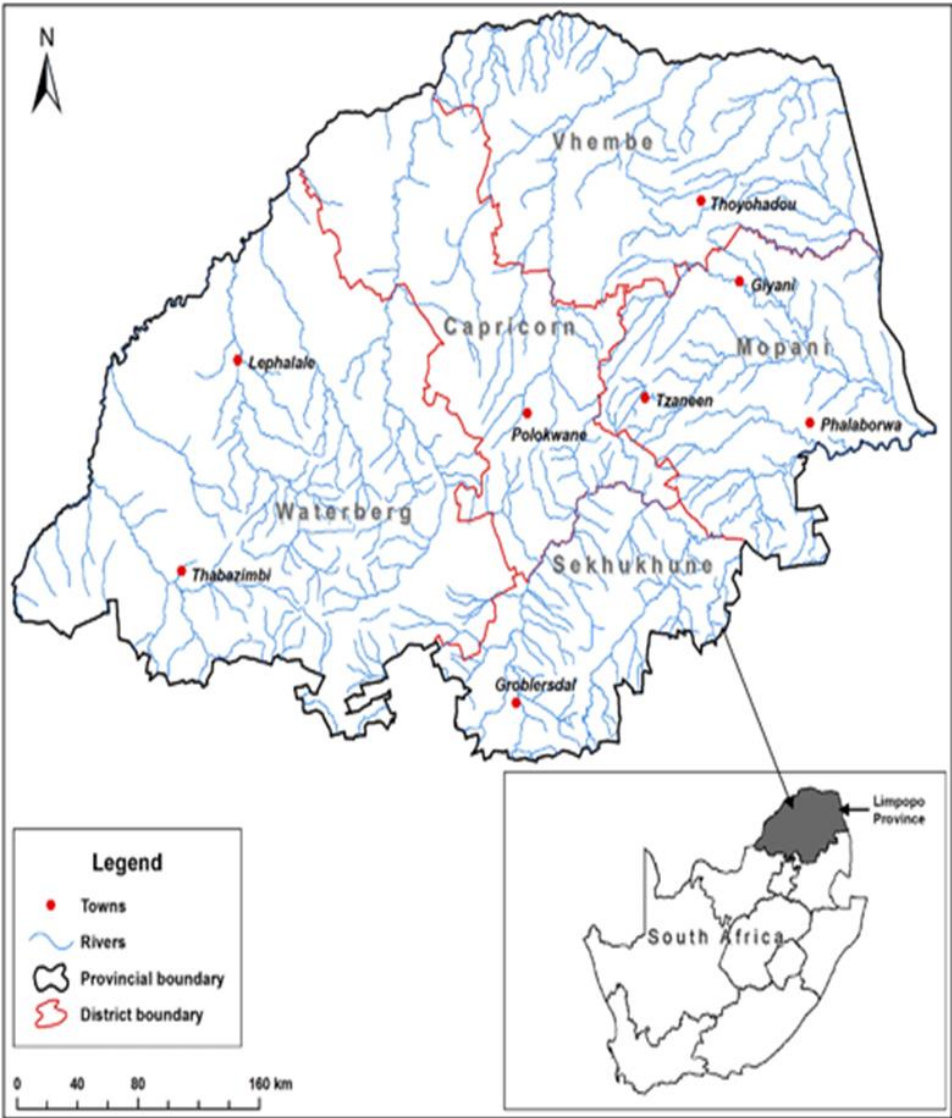 N
Vhembe
Thoyohadou
Giyani
Capricorn
Mopani
Lephalale
Tzaneen
Polokwane
Phalaborwa
Waterberg
Sekhukhune
Thabazimbi
Groblersdal
Limpopo
Province
South Africa
Legend
Towns
Rivers
Provincial boundary
District boundary
0 40 80 160 km